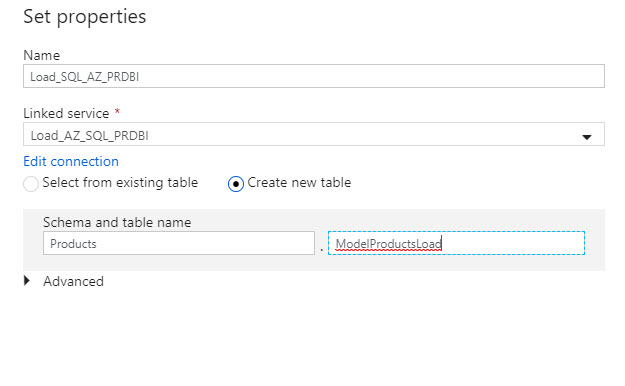 Set properties
Name
Load_SQL_AZ_PRDBI
Linked service *
Load_AZ_SQL_PRDBI
Edit connection
Select from existing table Create new table
Schema and table name
Products . ModelProductsLoad
Advanced